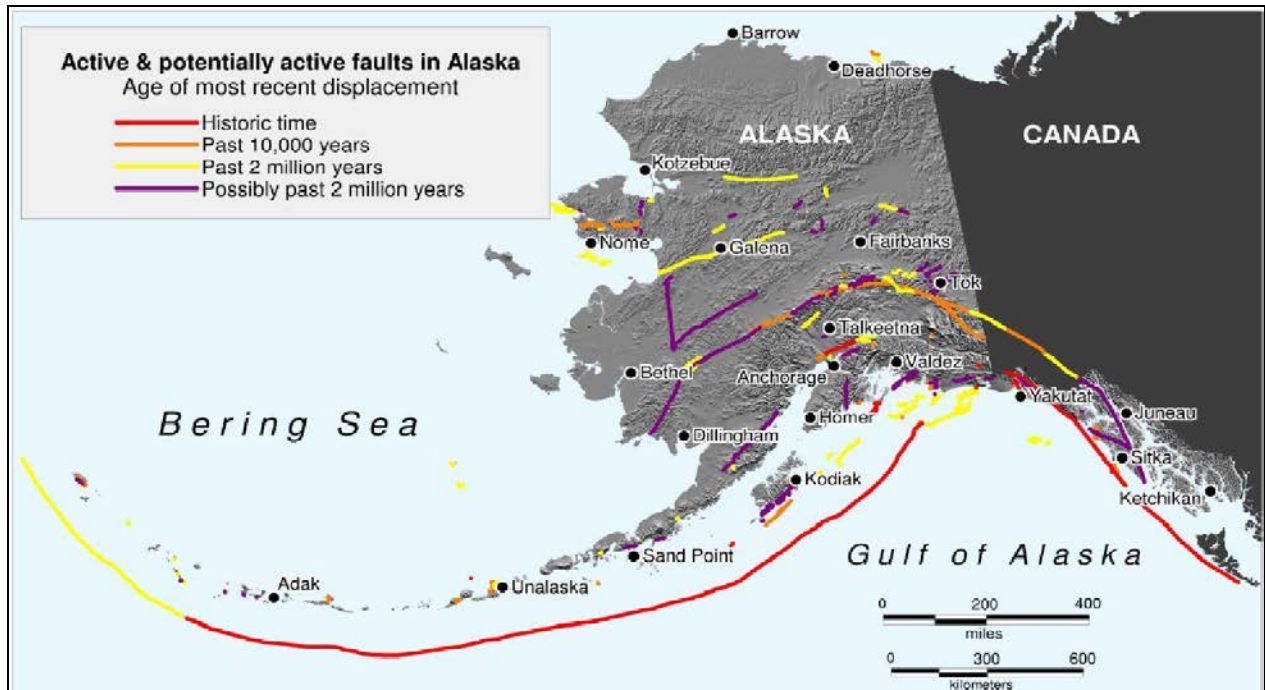 Active & potentially active faults in Alaska
Age of most recent displacement
Historic time
Past 10,000 years
Past 2 million years
Possibly past 2 million years
Barrow
Deadhorse
ALASKA
CANADA
Kotzebue
Nome
Galena
Fairbanks
Tok
Talkeetna
Bethel
Anchorage
Valdez
Yakutat
Juneau
Homer
Dillingham
Sitka
Bering Sea
Kodiak
Ketchikan
Sand Point
Gulf of Alaska
Adak
Unalaska
0 200 400
miles
0 300 600
kilometers